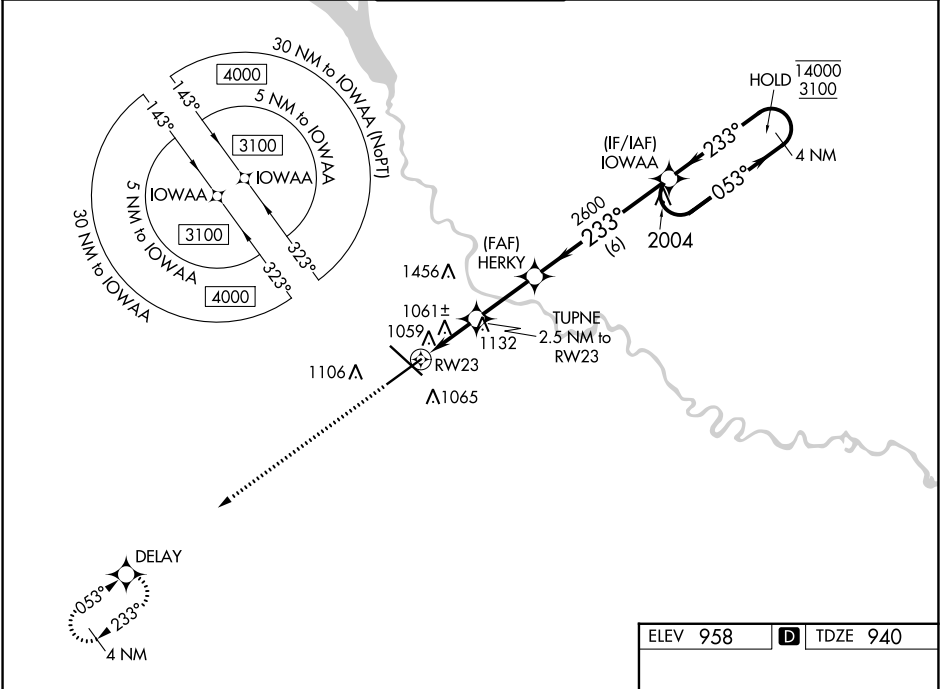 30 NM to IOWAA (NoPT)
4000
143°
5 NM to IOWAA
3100
IOWAA
323°
143°
IOWAA
5 NM to IOWAA
3100
323°
30 NM to IOWAA
4000
HOLD
14000
3100
4 NM
233°
053°
(IF/IAF)
IOWAA
2004
2600
233°
(6)
(FAF)
HERKY
1456
1061±
1059
1132
TUPNE
2.5 NM to
RW23
RW23
1106
1065
DELAY
053°
233°
4 NM
ELEV 958 D TDZE 940